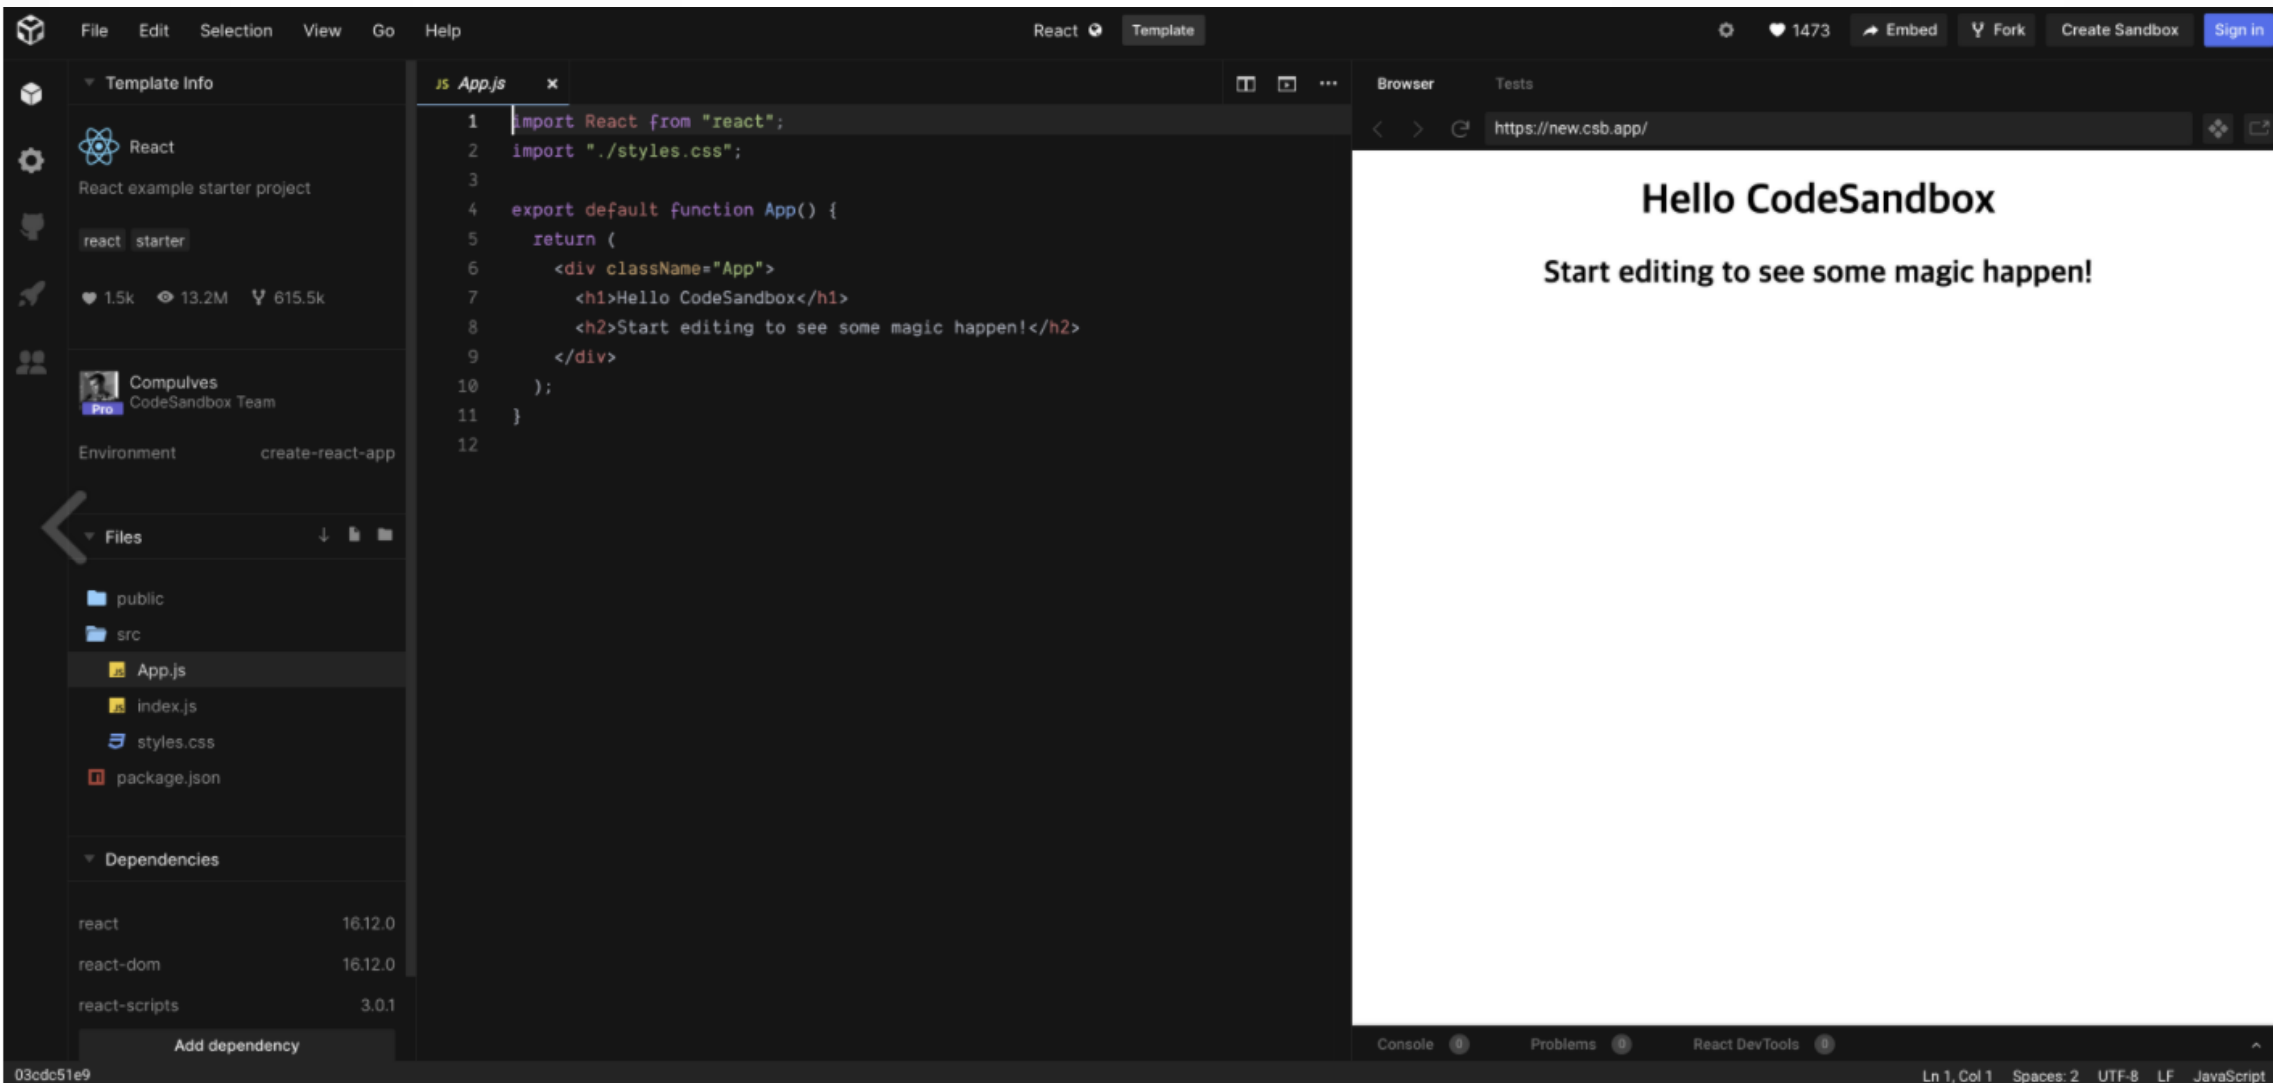 File Edit Selection View Go Help
React Template
1473 Embed Fork Create Sandbox Sign in
Template Info
React
React example starter project
react starter
1.5k 13.2M 615.5k
Pro
Compulves
CodeSandbox Team
Environment create-react-app
Files
public
src
JS App.js
JS index.js
styles.css
package.json
Dependencies
react 16.12.0
react-dom 16.12.0
react-scripts 3.0.1
Add dependency
JS App.js
1 import React from "react";
2 import "./styles.css";
3
4 export default function App() {
5 return (
6 <div className="App">
7 <h1>Hello CodeSandbox</h1>
8 <h2>Start editing to see some magic happen!</h2>
9 </div>
10 );
11 }
12
Browser Tests
https://new.csb.app/
Hello CodeSandbox
Start editing to see some magic happen!
Console 0 Problems 0 React DevTools 0
03cdc51e9
Ln 1, Col 1 Spaces: 2 UTF-8 LF JavaScript